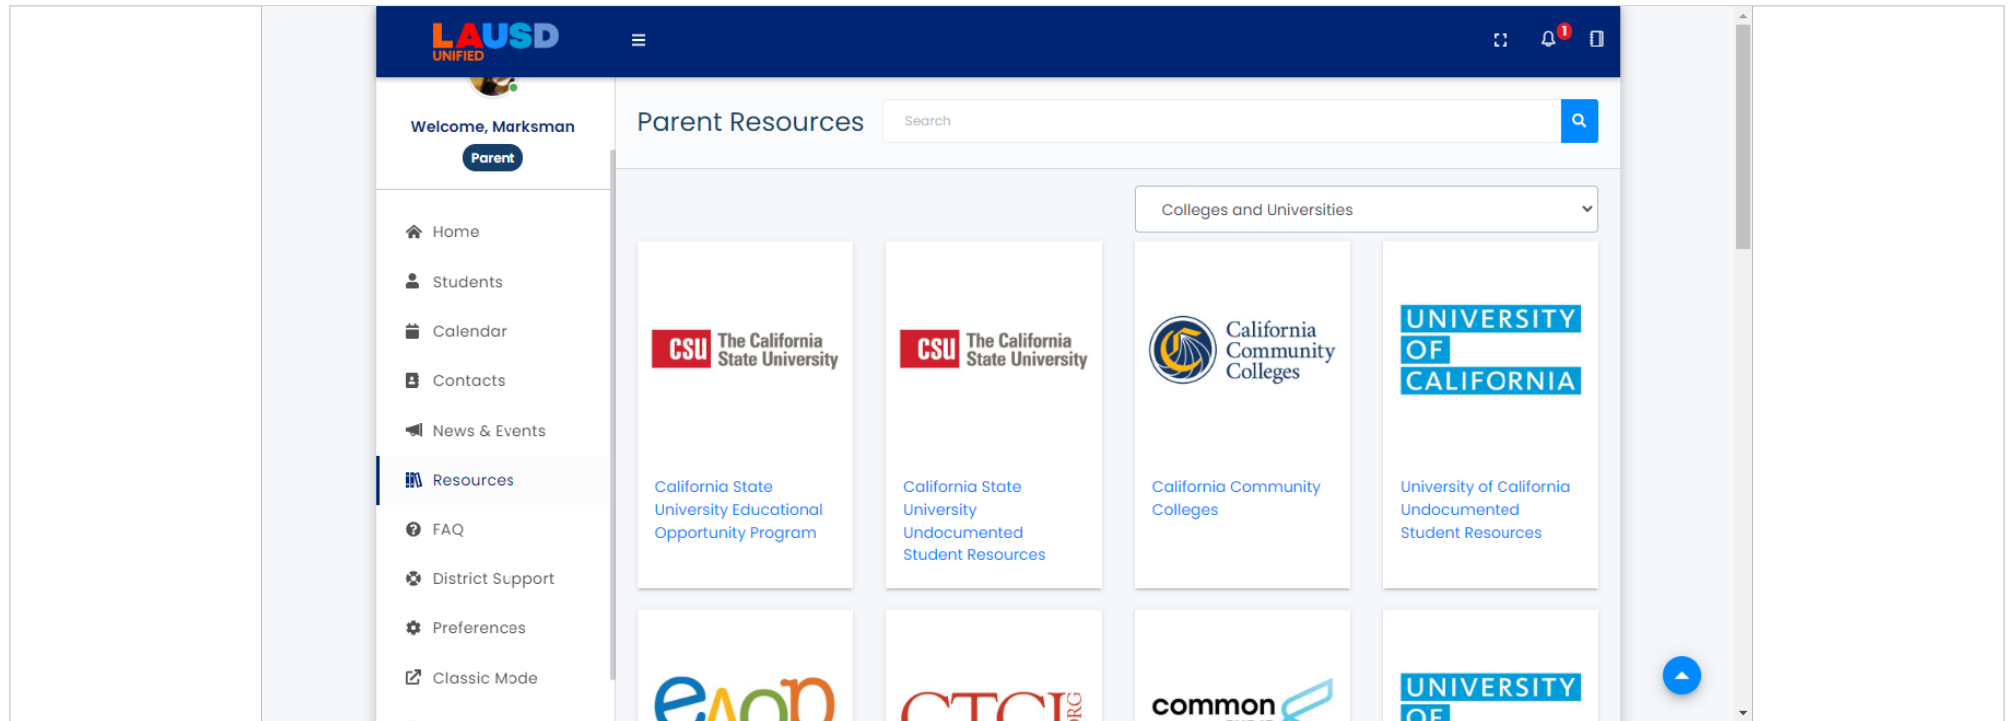 LAUSD
UNIFIED
1
Welcome, Marksman
Parent
Home
Students
Calendar
Contacts
News & Events
Resources
FAQ
District Support
Preferences
Classic Mode
Parent Resources
Search
Colleges and Universities
CSU The California
State University
California State
University Educational
Opportunity Program
CSU The California
State University
California State
University
Undocumented
Student Resources
California
Community
Colleges
California Community
Colleges
UNIVERSITY
OF
CALIFORNIA
University of California
Undocumented
Student Resources
eaop
common
UNIVERSITY
OF